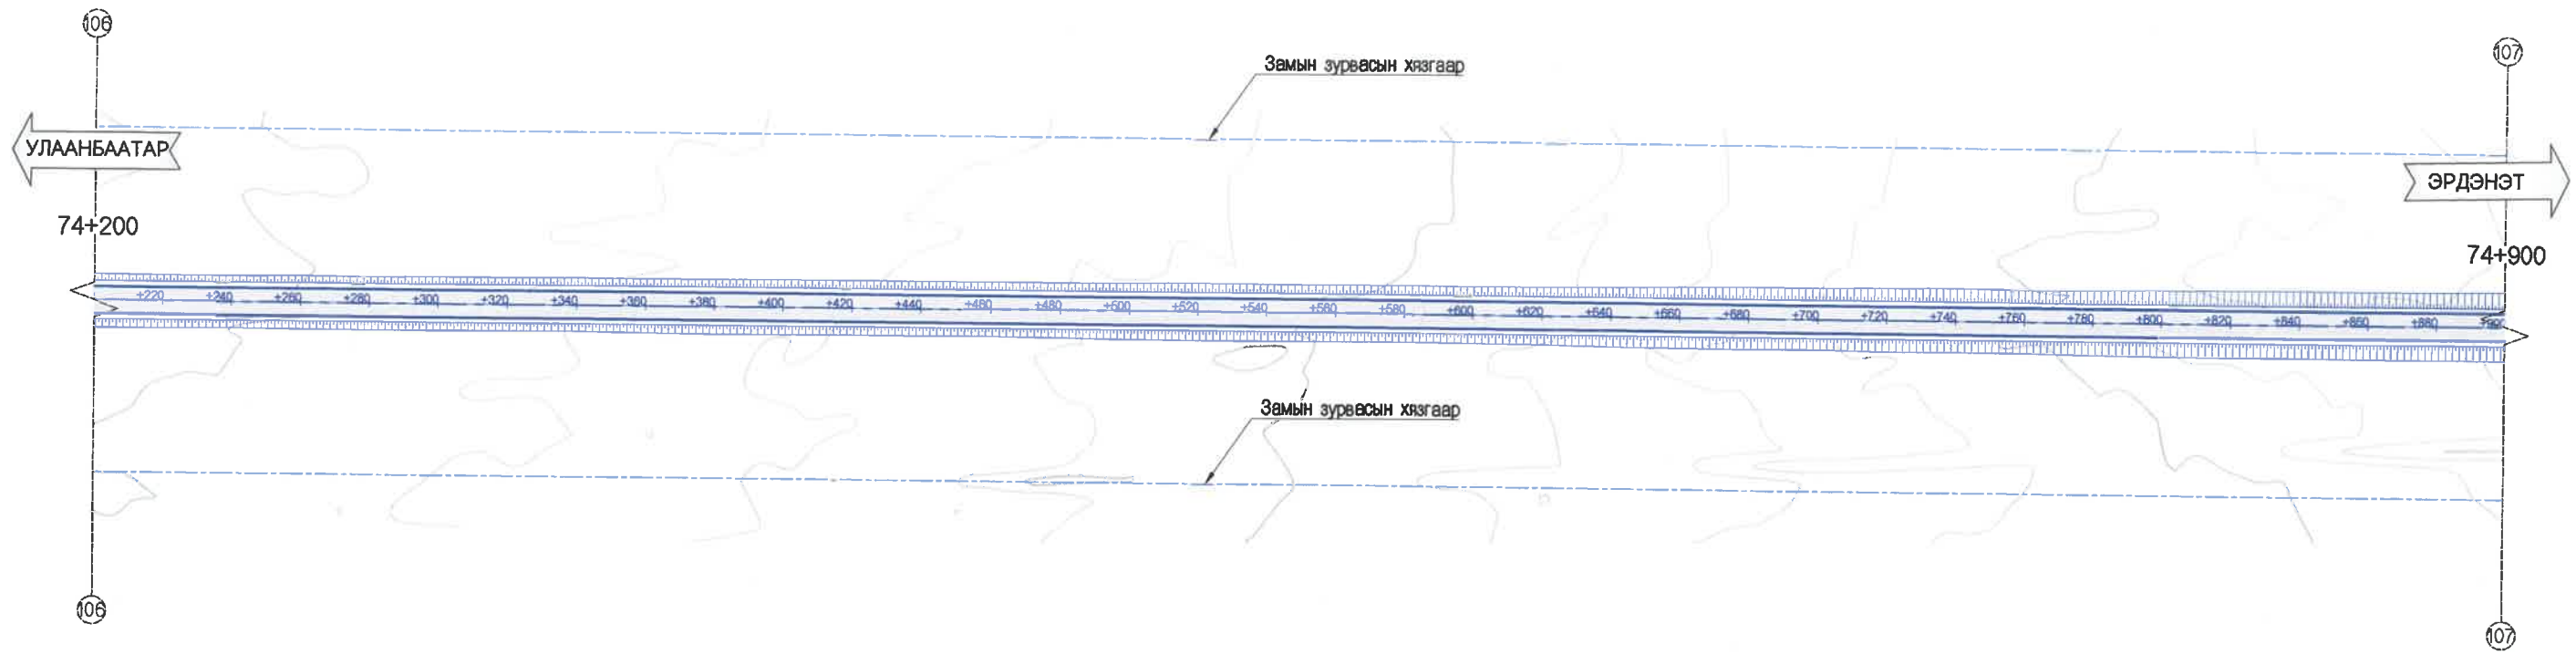 106
107
Замын зурвасын хязгаар
УЛААНБААТАР
ЭРДЭНЭТ
74+200
74+900
+220 +240 +260 +280 +300 +320 +340 +360 +380 +400 +420 +440 +460 +480 +500 +520 +540 +560 +580 +600 +620 +640 +660 +680 +700 +720 +740 +760 +780 +800 +820 +840 +860 +880 +900
Замын зурвасын хязгаар
106
107